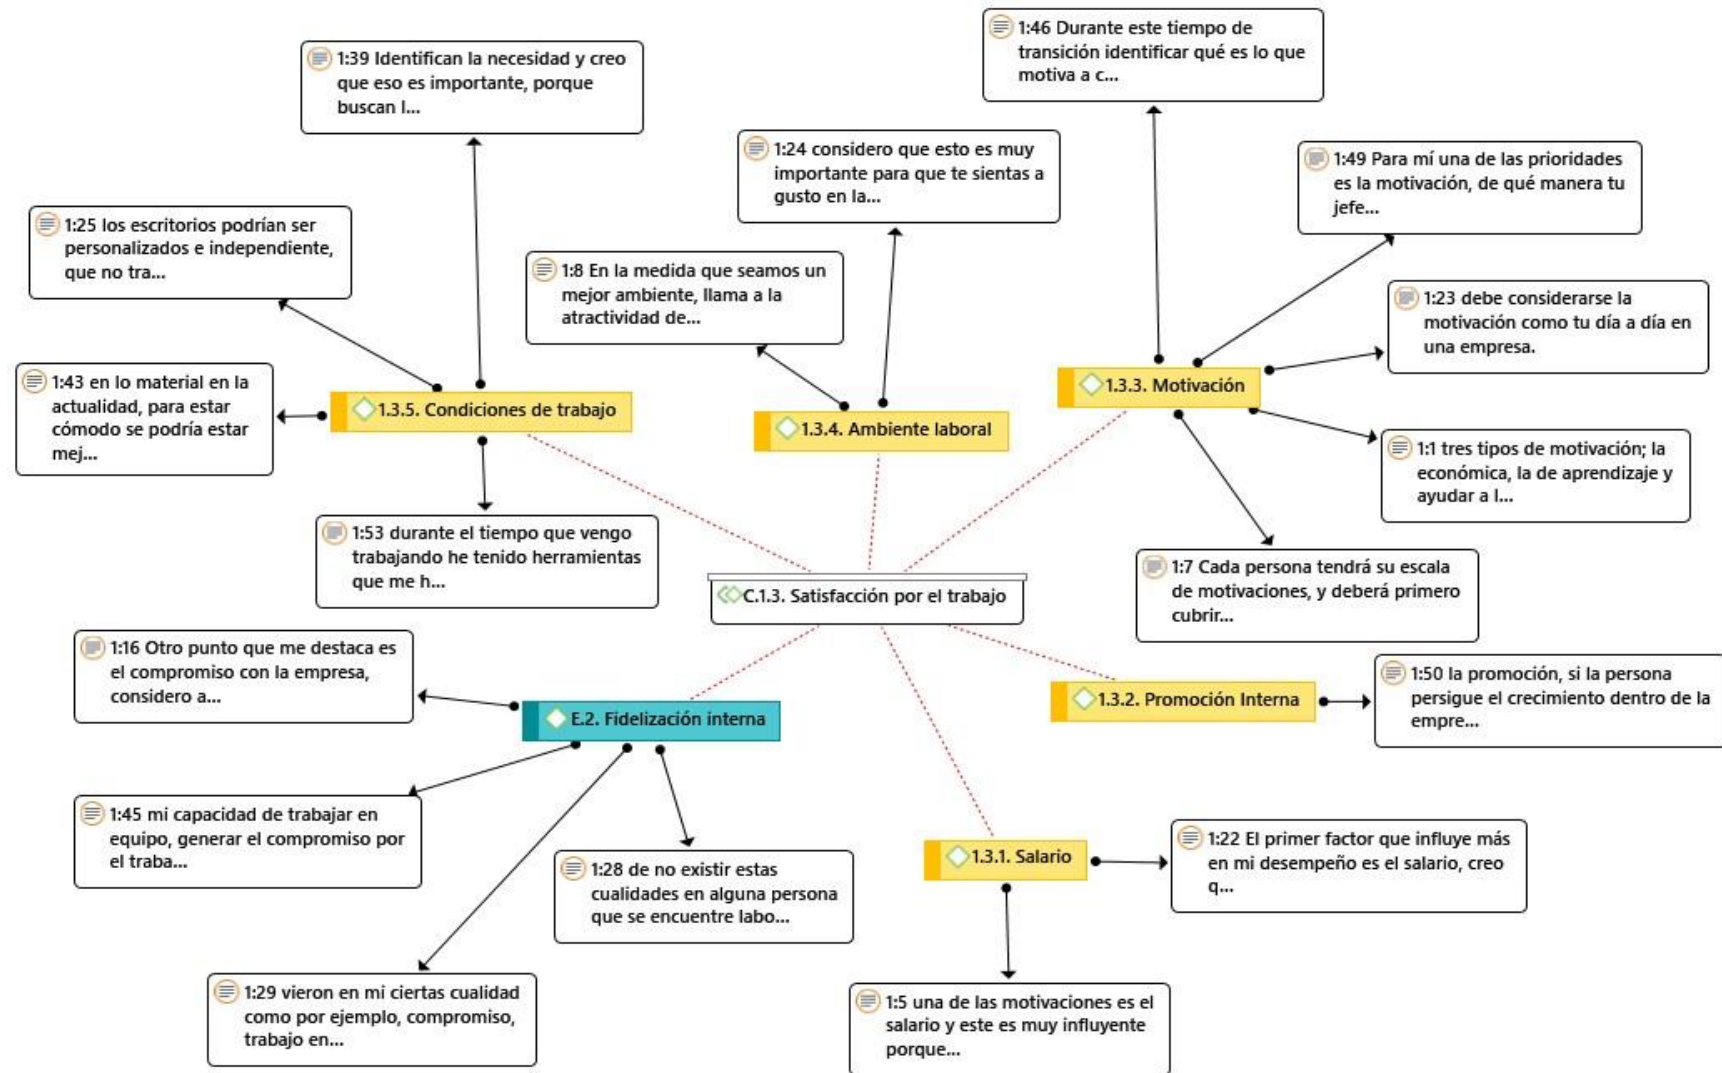 1:46 Durante este tiempo de
transición identificar qué es lo que
motiva a c...
1:39 Identifican la necesidad y creo
que eso es importante, porque
buscan l...
1:24 considero que esto es muy
importante para que te sientas a
gusto en la...
1:49 Para mí una de las prioridades
es la motivación, de qué manera tu
jefe...
1:25 los escritorios podrían ser
personalizados e independiente,
que no tra...
1:8 En la medida que seamos un
mejor ambiente, llama a la
atractividad de...
1:23 debe considerarse la
motivación como tu día a día en
una empresa.
1:43 en lo material en la
actualidad, para estar
cómodo se podría estar
mej...
1.3.5. Condiciones de trabajo
1.3.4. Ambiente laboral
1.3.3. Motivación
1:1 tres tipos de motivación; la
económica, la de aprendizaje y
ayudar a l...
1:53 durante el tiempo que vengo
trabajando he tenido herramientas
que me h...
1:7 Cada persona tendrá su escala
de motivaciones, y deberá primero
cubrir...
C.1.3. Satisfacción por el trabajo
1:16 Otro punto que me destaca es
el compromiso con la empresa,
considero a...
E.2. Fidelización interna
1.3.2. Promoción Interna
1:50 la promoción, si la persona
persigue el crecimiento dentro de la
empre...
1:45 mi capacidad de trabajar en
equipo, generar el compromiso por
el traba...
1:28 de no existir estas
cualidades en alguna persona
que se encuentre labo...
1.3.1. Salario
1:22 El primer factor que influye más
en mi desempeño es el salario, creo
q...
1:29 vieron en mi ciertas cualidad
como por ejemplo, compromiso,
trabajo en...
1:5 una de las motivaciones es el
salario y este es muy influyente
porque...